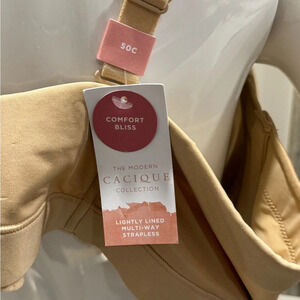 50C
COMFORT
BLISS
THE MODERN
CACIQUE
COLLECTION
LIGHTLY LINED
MULTI-WAY
STRAPLESS